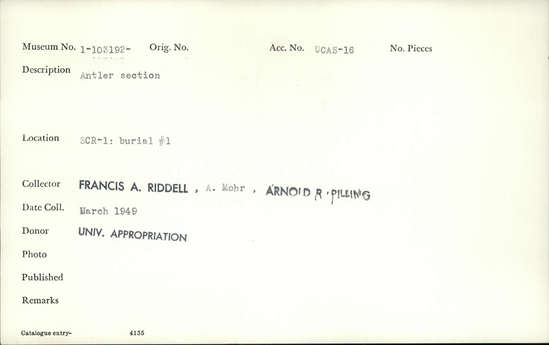 Museum No. 1-103192- Orig. No. Acc. No. UCAS-16 No. Pieces
Description Antler section
Location SCR-1: burial #1
Collector FRANCIS A. RIDDELL , A. Mohr , ARNOLD R. PILLING
Date Coll. March 1949
Donor UNIV. APPROPRIATION
Photo
Published
Remarks
Catalogue entry- 4155